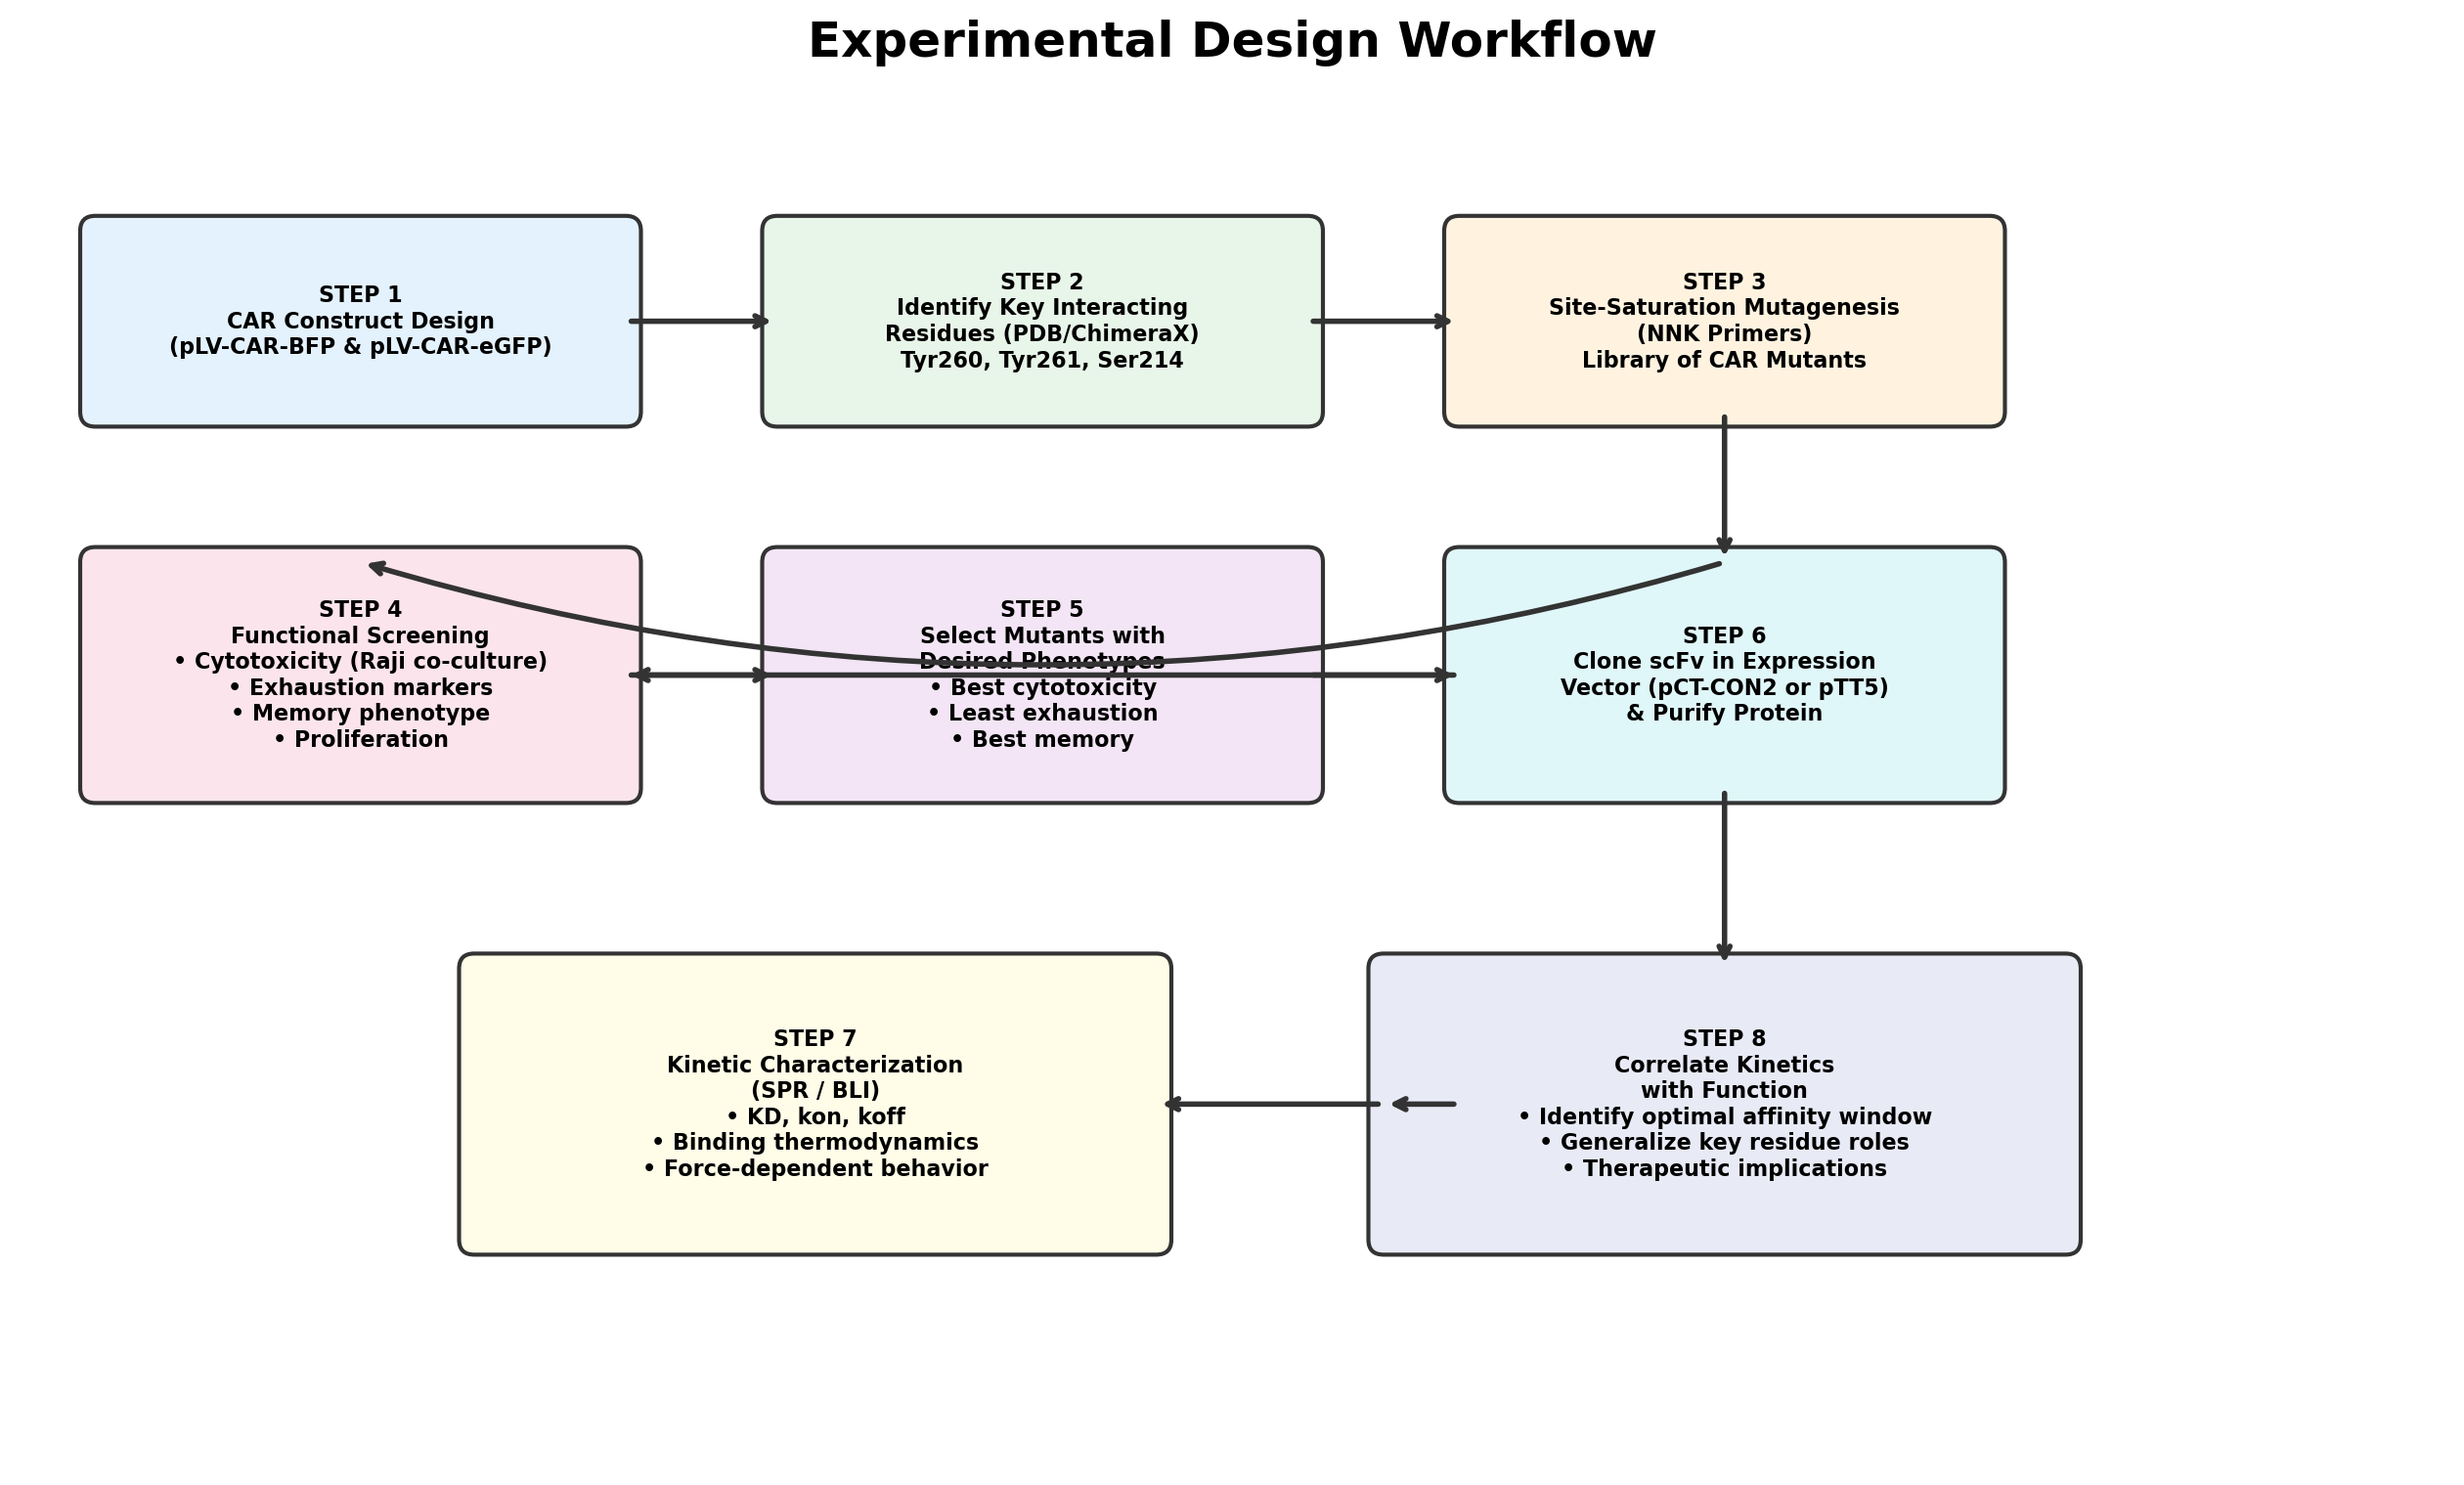 Experimental Design Workflow
STEP 1
CAR Construct Design
(pLV-CAR-BFP & pLV-CAR-eGFP)
STEP 2
Identify Key Interacting
Residues (PDB/ChimeraX)
Tyr260, Tyr261, Ser214
STEP 3
Site-Saturation Mutagenesis
(NNK Primers)
Library of CAR Mutants
STEP 4
Functional Screening
• Cytotoxicity (Raji co-culture)
• Exhaustion markers
• Memory phenotype
• Proliferation
STEP 5
Select Mutants with
Desired Phenotypes
• Best cytotoxicity
• Least exhaustion
• Best memory
STEP 6
Clone scFv in Expression
Vector (pCT-CON2 or pTT5)
& Purify Protein
STEP 7
Kinetic Characterization
(SPR / BLI)
• KD, kon, koff
• Binding thermodynamics
• Force-dependent behavior
STEP 8
Correlate Kinetics
with Function
• Identify optimal affinity window
• Generalize key residue roles
• Therapeutic implications